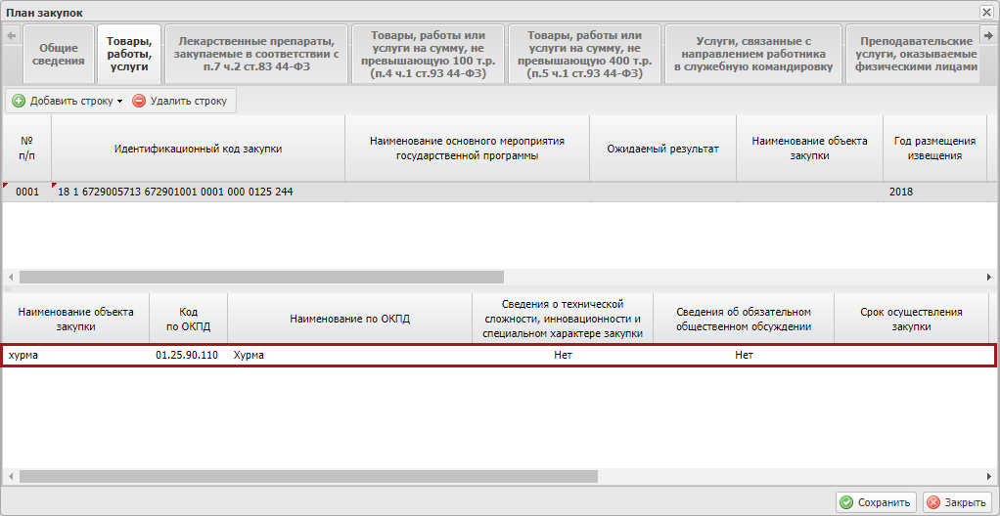 План закупок
Общие
сведения
Товары,
работы,
услуги
Лекарственные препараты,
закупаемые в соответствии с
п.7 ч.2 ст.83 44-ФЗ
Товары, работы или
услуги на сумму, не
превышающую 100 т.р.
(п.4 ч.1 ст.93 44-ФЗ)
Товары, работы или
услуги на сумму, не
превышающую 400 т.р.
(п.5 ч.1 ст.93 44-ФЗ)
Услуги, связанные с
направлением работника
в служебную командировку
Преподавательские
услуги, оказываемые
физическими лицами
Добавить строку
Удалить строку
№
п/п
Идентификационный код закупки
Наименование основного мероприятия
государственной программы
Ожидаемый результат
Наименование объекта
закупки
Год размещения
извещения
0001
18 1 6729005713 672901001 0001 000 0125 244
2018
Наименование объекта
закупки
Код
по ОКПД
Наименование по ОКПД
Сведения о технической
сложности, инновационности и
специальном характере закупки
Сведения об обязательном
общественном обсуждении
Срок осуществления
закупки
хурма
01.25.90.110
Хурма
Нет
Нет
Сохранить
Закрыть